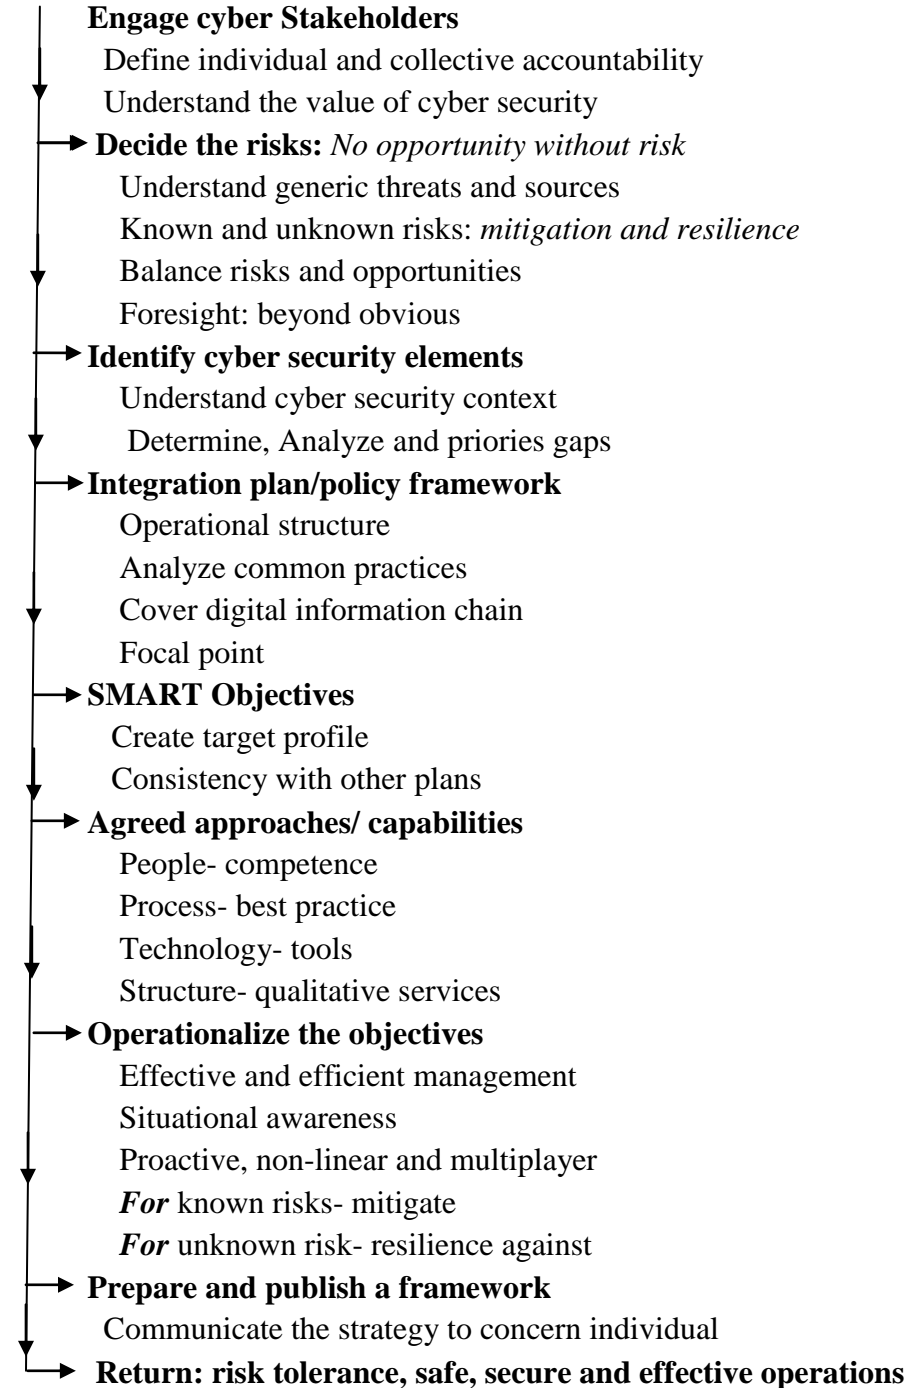 Engage cyber Stakeholders
Define individual and collective accountability
Understand the value of cyber security
Decide the risks: No opportunity without risk
Understand generic threats and sources
Known and unknown risks: mitigation and resilience
Balance risks and opportunities
Foresight: beyond obvious
Identify cyber security elements
Understand cyber security context
Determine, Analyze and priories gaps
Integration plan/policy framework
Operational structure
Analyze common practices
Cover digital information chain
Focal point
SMART Objectives
Create target profile
Consistency with other plans
Agreed approaches/ capabilities
People- competence
Process- best practice
Technology- tools
Structure- qualitative services
Operationalize the objectives
Effective and efficient management
Situational awareness
Proactive, non-linear and multiplayer
For known risks- mitigate
For unknown risk- resilience against
Prepare and publish a framework
Communicate the strategy to concern individual
Return: risk tolerance, safe, secure and effective operations